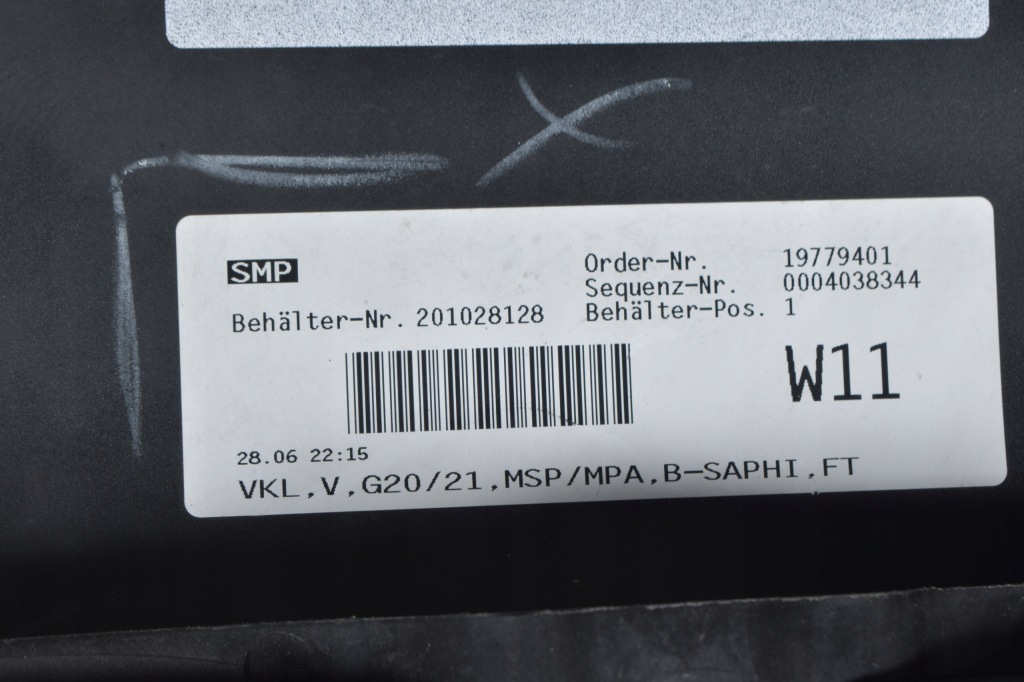 SMP
Order-Nr. 19779401
Sequenz-Nr. 0004038344
Behälter-Nr. 201028128 Behälter-Pos. 1
W11
28.06 22:15
VKL,V,G20/21,MSP/MPA,B-SAPHI,FT